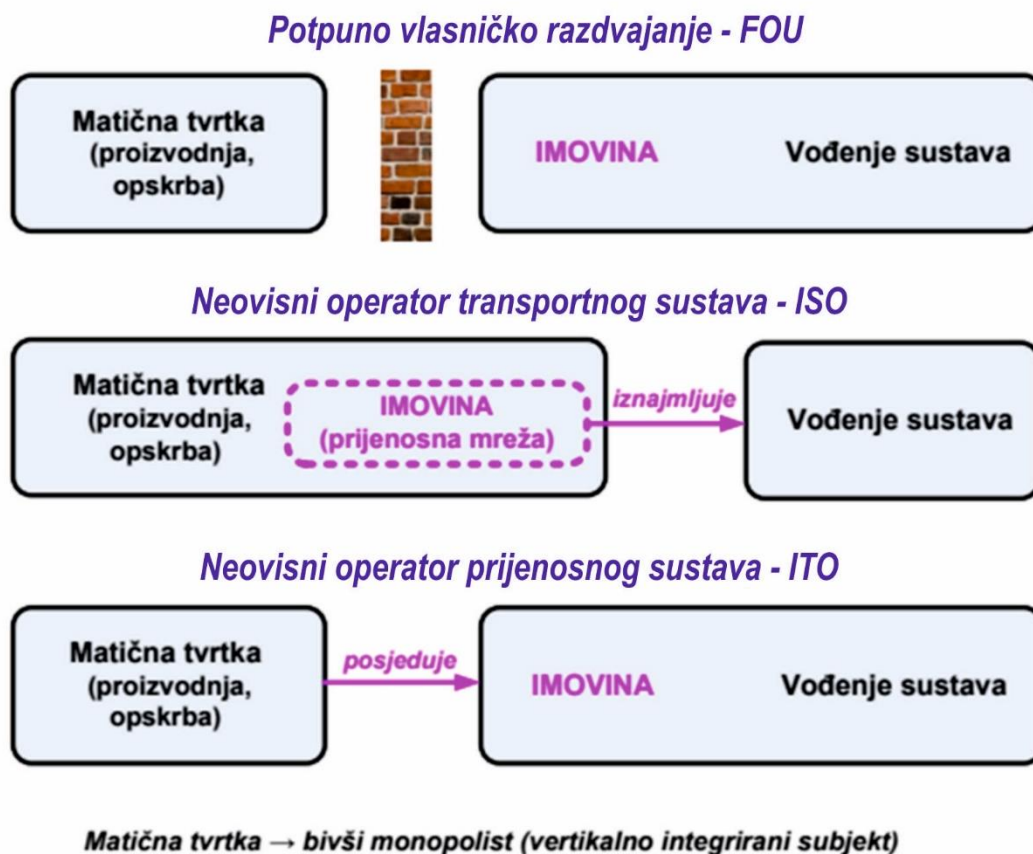 Potpuno vlasničko razdvajanje - FOU
Matična tvrtka
(proizvodnja,
opskrba)
IMOVINA
Vođenje sustava
Neovisni operator transportnog sustava - ISO
Matična tvrtka
(proizvodnja,
opskrba)
IMOVINA
(prijenosna mreža)
iznajmljuje
Vođenje sustava
Neovisni operator prijenosnog sustava - ITO
Matična tvrtka
(proizvodnja,
opskrba)
posjeduje
IMOVINA
Vođenje sustava
Matična tvrtka → bivši monopolist (vertikalno integrirani subjekt)